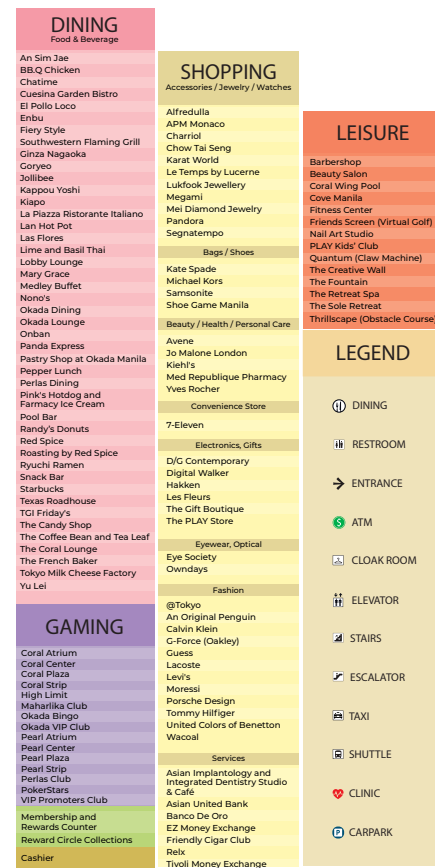 DINING
Food & Beverage
An Sim Jae
BB.Q Chicken
Chatime
Cuesina Garden Bistro
El Pollo Loco
Enbu
Fiery Style
Southwestern Flaming Grill
Ginza Nagaoka
Goryeo
Jollibee
Kappou Yoshi
Kiapo
La Piazza Ristorante Italiano
Lan Hot Pot
Las Flores
Lime and Basil Thai
Lobby Lounge
Mary Grace
Medley Buffet
Nono's
Okada Dining
Okada Lounge
Onban
Panda Express
Pastry Shop at Okada Manila
Pepper Lunch
Perlas Dining
Pink's Hotdog and
Farmacy Ice Cream
Pool Bar
Randy's Donuts
Red Spice
Roasting by Red Spice
Ryuchi Ramen
Snack Bar
Starbucks
Texas Roadhouse
TGI Friday's
The Candy Shop
The Coffee Bean and Tea Leaf
The Coral Lounge
The French Baker
Tokyo Milk Cheese Factory
Yu Lei
GAMING
Coral Atrium
Coral Center
Coral Plaza
Coral Strip
High Limit
Maharlika Club
Okada Bingo
Okada VIP Club
Pearl Atrium
Pearl Center
Pearl Plaza
Pearl Strip
Perlas Club
PokerStars
VIP Promoters Club
Membership and
Rewards Counter
Reward Circle Collections
Cashier
SHOPPING
Accessories / Jewelry / Watches
Alfredulla
APM Monaco
Charriol
Chow Tai Seng
Karat World
Le Temps by Lucerne
Lukfook Jewellery
Megami
Mei Diamond Jewelry
Pandora
Segnatempo
Bags / Shoes
Kate Spade
Michael Kors
Samsonite
Shoe Game Manila
Beauty / Health / Personal Care
Avene
Jo Malone London
Kiehl's
Med Republique Pharmacy
Yves Rocher
Convenience Store
7-Eleven
Electronics, Gifts
D/G Contemporary
Digital Walker
Hakken
Les Fleurs
The Gift Boutique
The PLAY Store
Eyewear, Optical
Eye Society
Owndays
Fashion
@Tokyo
An Original Penguin
Calvin Klein
G-Force (Oakley)
Guess
Lacoste
Levi's
Moressi
Porsche Design
Tommy Hilfiger
United Colors of Benetton
Wacoal
Services
Asian Implantology and
Integrated Dentistry Studio
& Café
Asian United Bank
Banco De Oro
EZ Money Exchange
Friendly Cigar Club
Relx
Tivoli Money Exchange
LEISURE
Barbershop
Beauty Salon
Coral Wing Pool
Cove Manila
Fitness Center
Friends Screen (Virtual Golf)
Nail Art Studio
PLAY Kids' Club
Quantum (Claw Machine)
The Creative Wall
The Fountain
The Retreat Spa
The Sole Retreat
Thrillscape (Obstacle Course)
LEGEND
DINING
RESTROOM
ENTRANCE
$ ATM
CLOAK ROOM
ELEVATOR
STAIRS
ESCALATOR
TAXI
SHUTTLE
CLINIC
P CARPARK